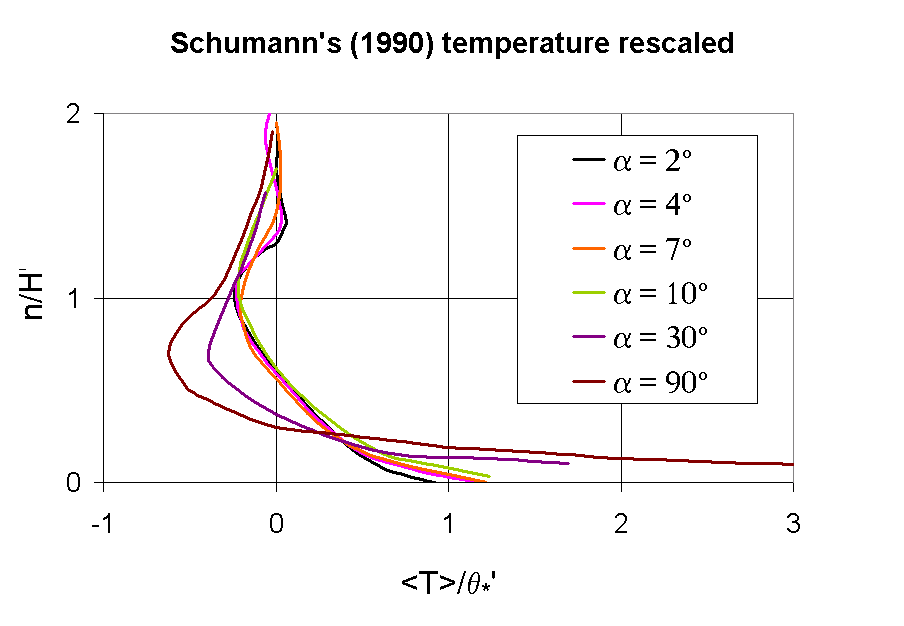 Schumann's (1990) temperature rescaled
2
α = 2°
α = 4°
α = 7°
α = 10°
α = 30°
α = 90°
n/H'
1
0
-1 0 1 2 3
<T>/θ*'